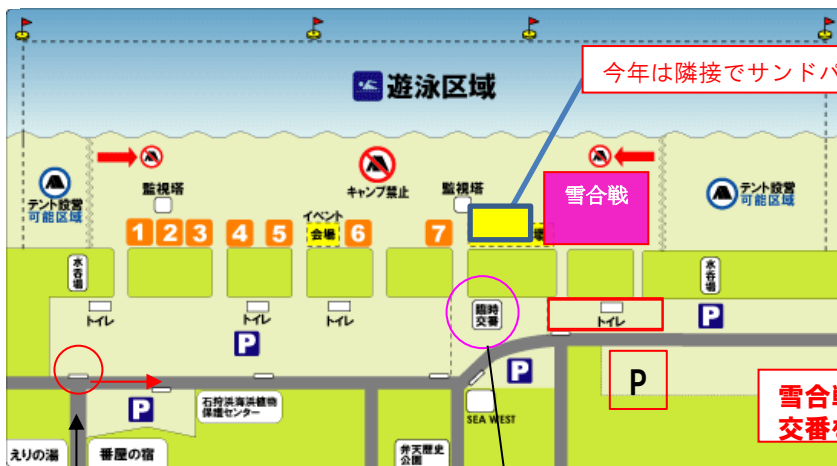 遊泳区域
今年は隣接でサンドバ
テント設営
可能区域
監視塔
キャンプ禁止
監視塔
雪合戦
テント設営
可能区域
イベント
会場
1
2
3
4
5
6
7
場
水呑場
水呑場
トイレ
トイレ
トイレ
臨時
交番
トイレ
P
P
P
P
P
石狩浜海浜植物
保護センター
SEA WEST
雪合戦
交番
えりの湯
番屋の宿
弁天歴史
公園